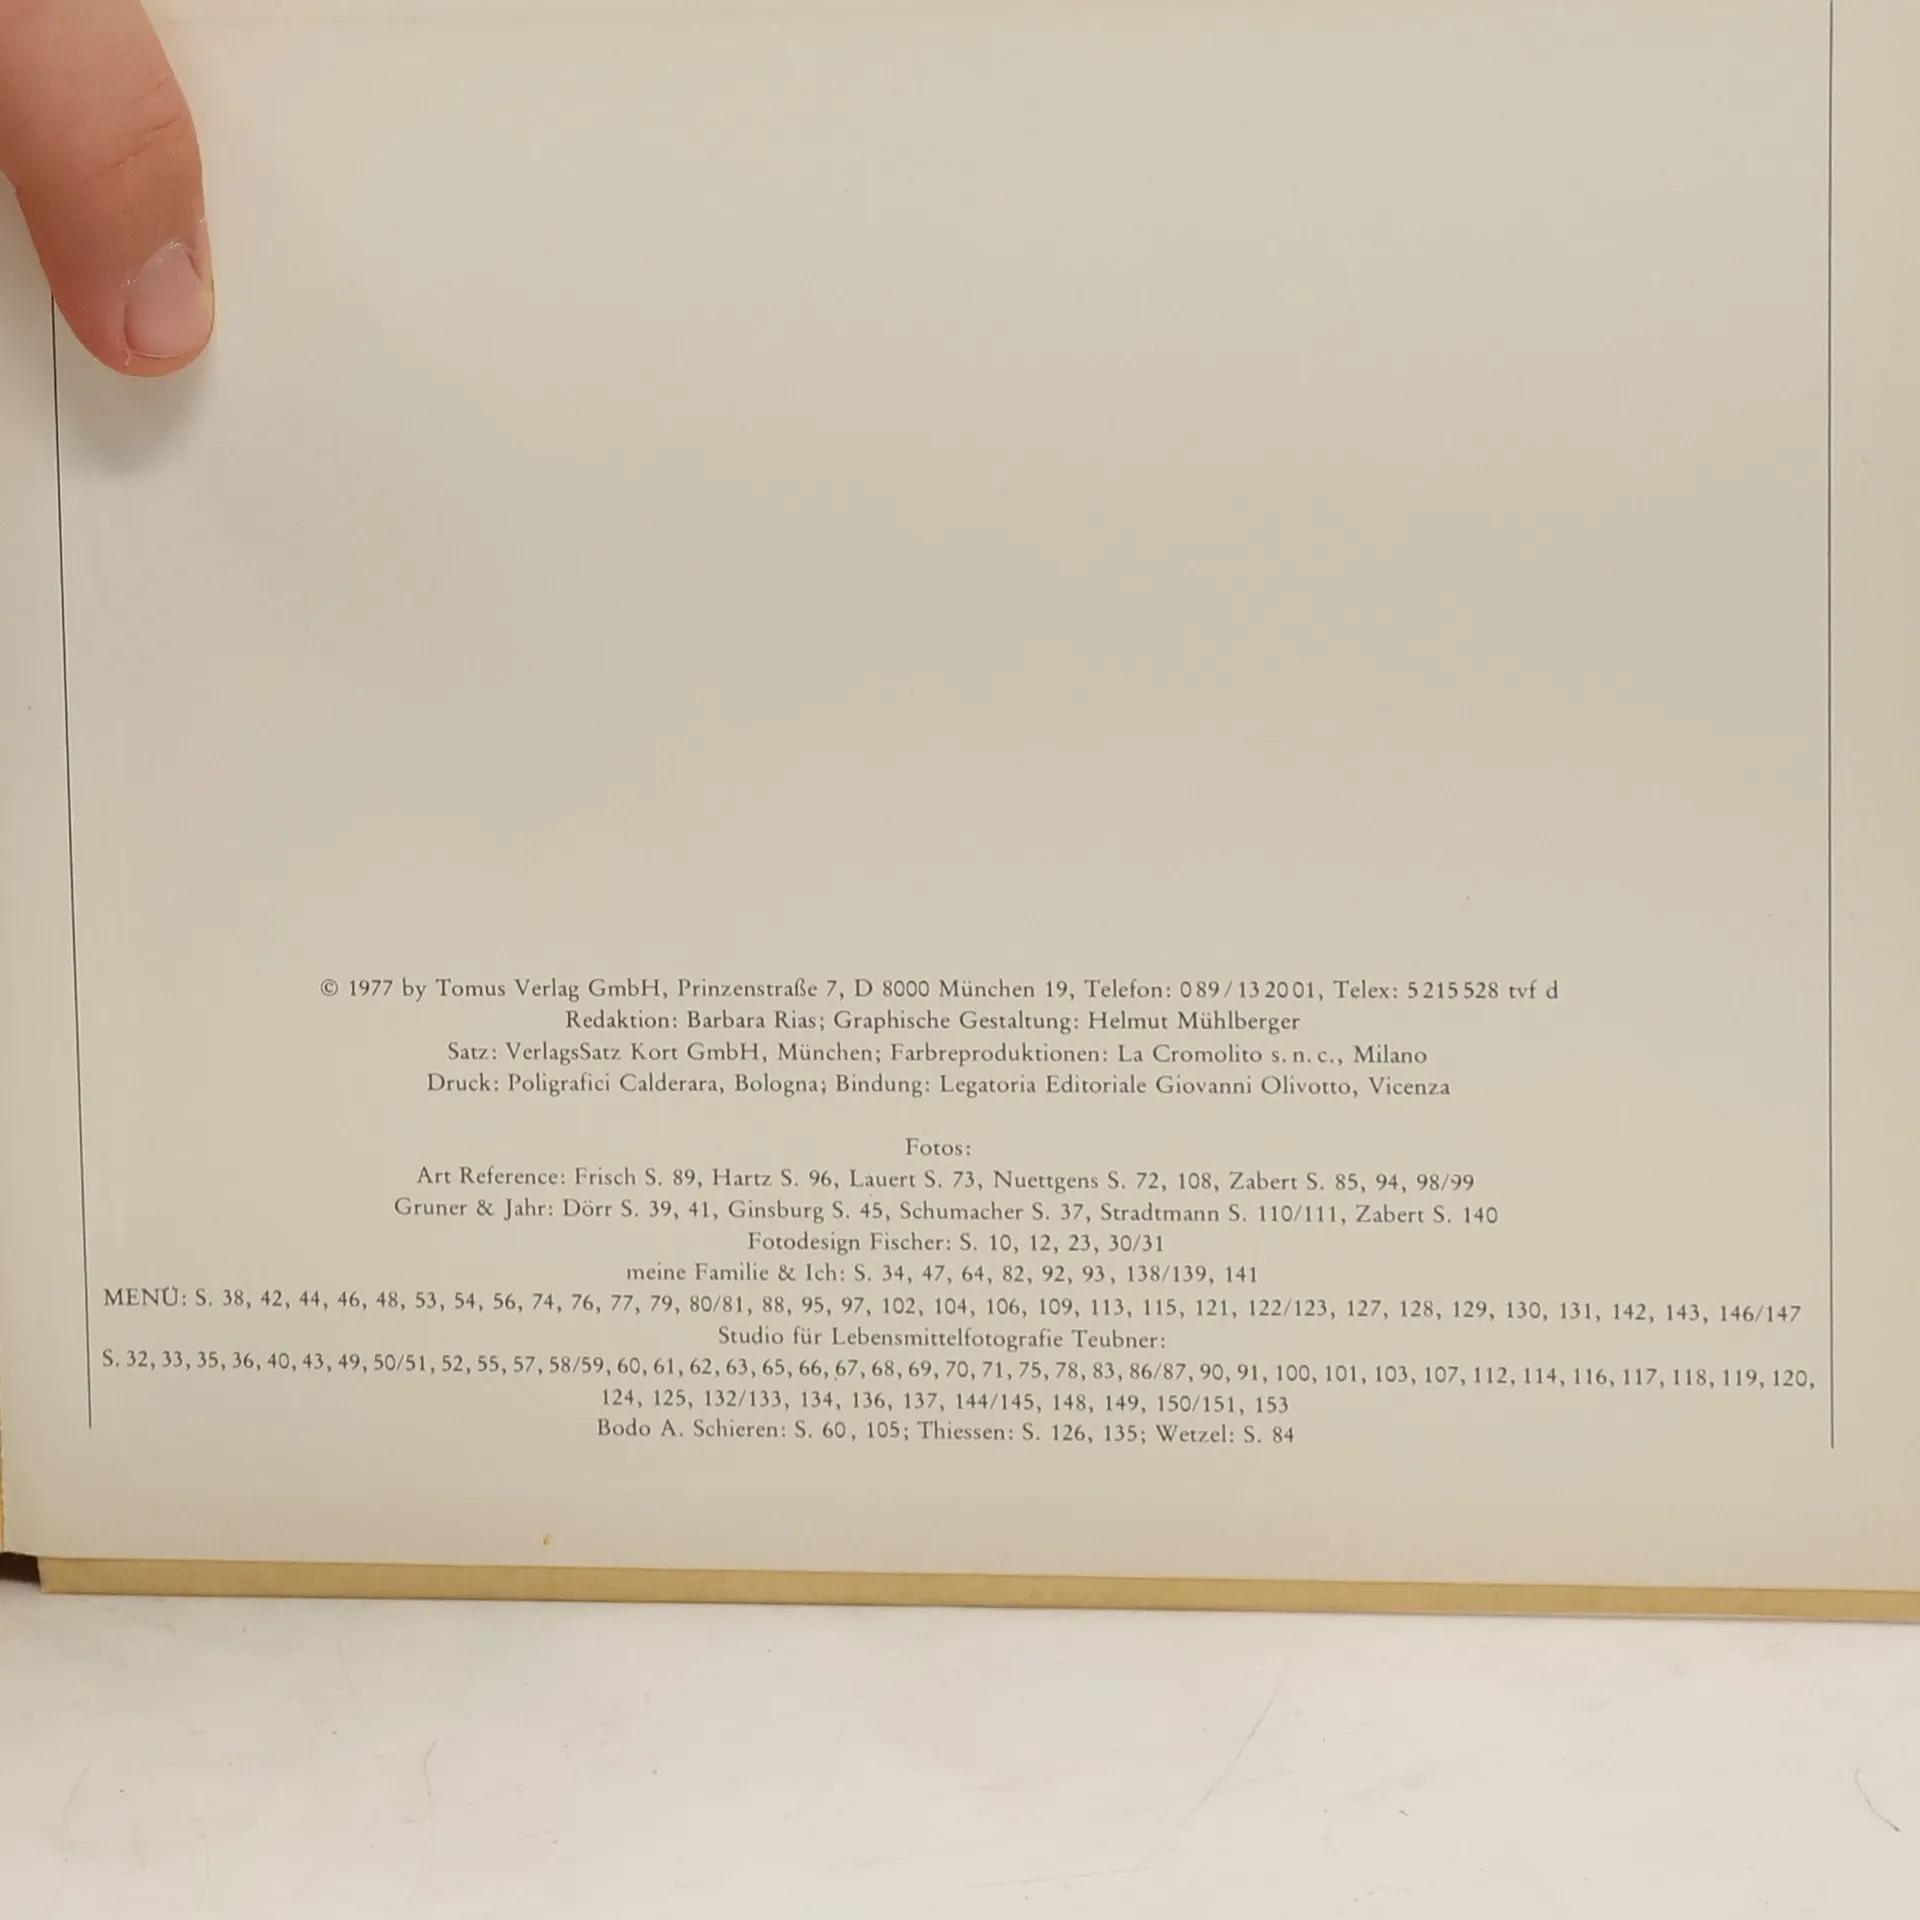 © 1977 by Tomus Verlag GmbH, Prinzenstraße 7, D 8000 München 19, Telefon: 089/132001, Telex: 5215528 tvf d
Redaktion: Barbara Rias; Graphische Gestaltung: Helmut Mühlberger
Satz: VerlagsSatz Kort GmbH, München; Farbreproduktionen: La Cromolito s. n. c., Milano
Druck: Poligrafici Calderara, Bologna; Bindung: Legatoria Editoriale Giovanni Olivotto, Vicenza
Fotos:
Art Reference: Frisch S. 89, Hartz S. 96, Lauert S. 73, Nuettgens S. 72, 108, Zabert S. 85, 94, 98/99
Gruner & Jahr: Dörr S. 39, 41, Ginsburg S. 45, Schumacher S. 37, Stradtmann S. 110/111, Zabert S. 140
Fotodesign Fischer: S. 10, 12, 23, 30/31
meine Familie & Ich: S. 34, 47, 64, 82, 92, 93, 138/139, 141
MENÜ: S. 38, 42, 44, 46, 48, 53, 54, 56, 74, 76, 77, 79, 80/81, 88, 95, 97, 102, 104, 106, 109, 113, 115, 121, 122/123, 127, 128, 129, 130, 131, 142, 143, 146/147
Studio für Lebensmittelfotografie Teubner:
S. 32, 33, 35, 36, 40, 43, 49, 50/51, 52, 55, 57, 58/59, 60, 61, 62, 63, 65, 66, 67, 68, 69, 70, 71, 75, 78, 83, 86/87, 90, 91, 100, 101, 103, 107, 112, 114, 116, 117, 118, 119, 120,
124, 125, 132/133, 134, 136, 137, 144/145, 148, 149, 150/151, 153
Bodo A. Schieren: S. 60, 105; Thiessen: S. 126, 135; Wetzel: S. 84